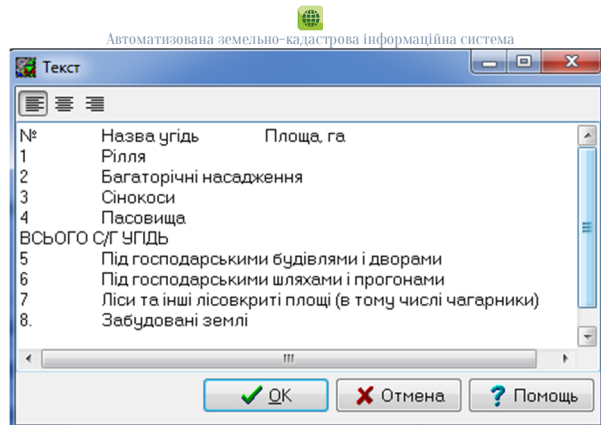 Автоматизована земельно-кадастрова інформаційна система
Текст
№ Назва угідь Площа, га
1 Рілля
2 Багаторічні насадження
3 Сінокоси
4 Пасовища
ВСЬОГО С/Г УГІДЬ
5 Під господарськими будівлями і дворами
6 Під господарськими шляхами і прогонами
7 Ліси та інші лісовкриті площі (в тому числі чагарники)
8. Забудовані землі
OK Отмена Помощь